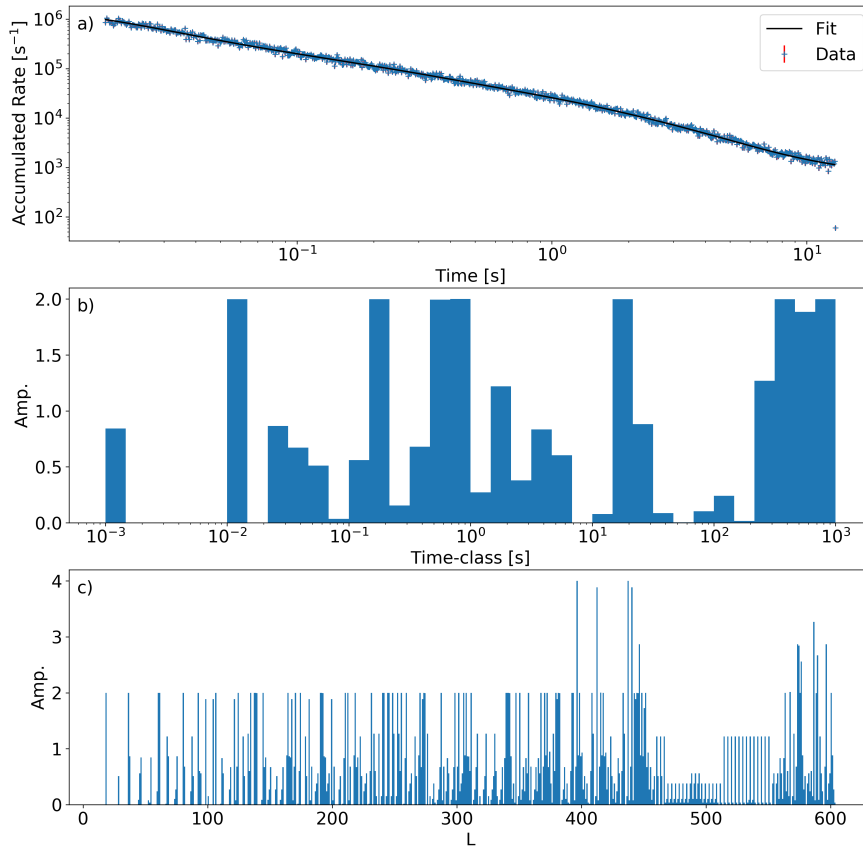 a)
Accumulated Rate [s⁻¹]
10⁶
10⁵
10⁴
10³
10²
Fit
Data
10⁻¹
10⁰
10¹
Time [s]
b)
Amp.
2.0
1.5
1.0
0.5
0.0
10⁻³
10⁻²
10⁻¹
10⁰
10¹
10²
10³
Time-class [s]
c)
Amp.
4
3
2
1
0
0
100
200
300
400
500
600
L